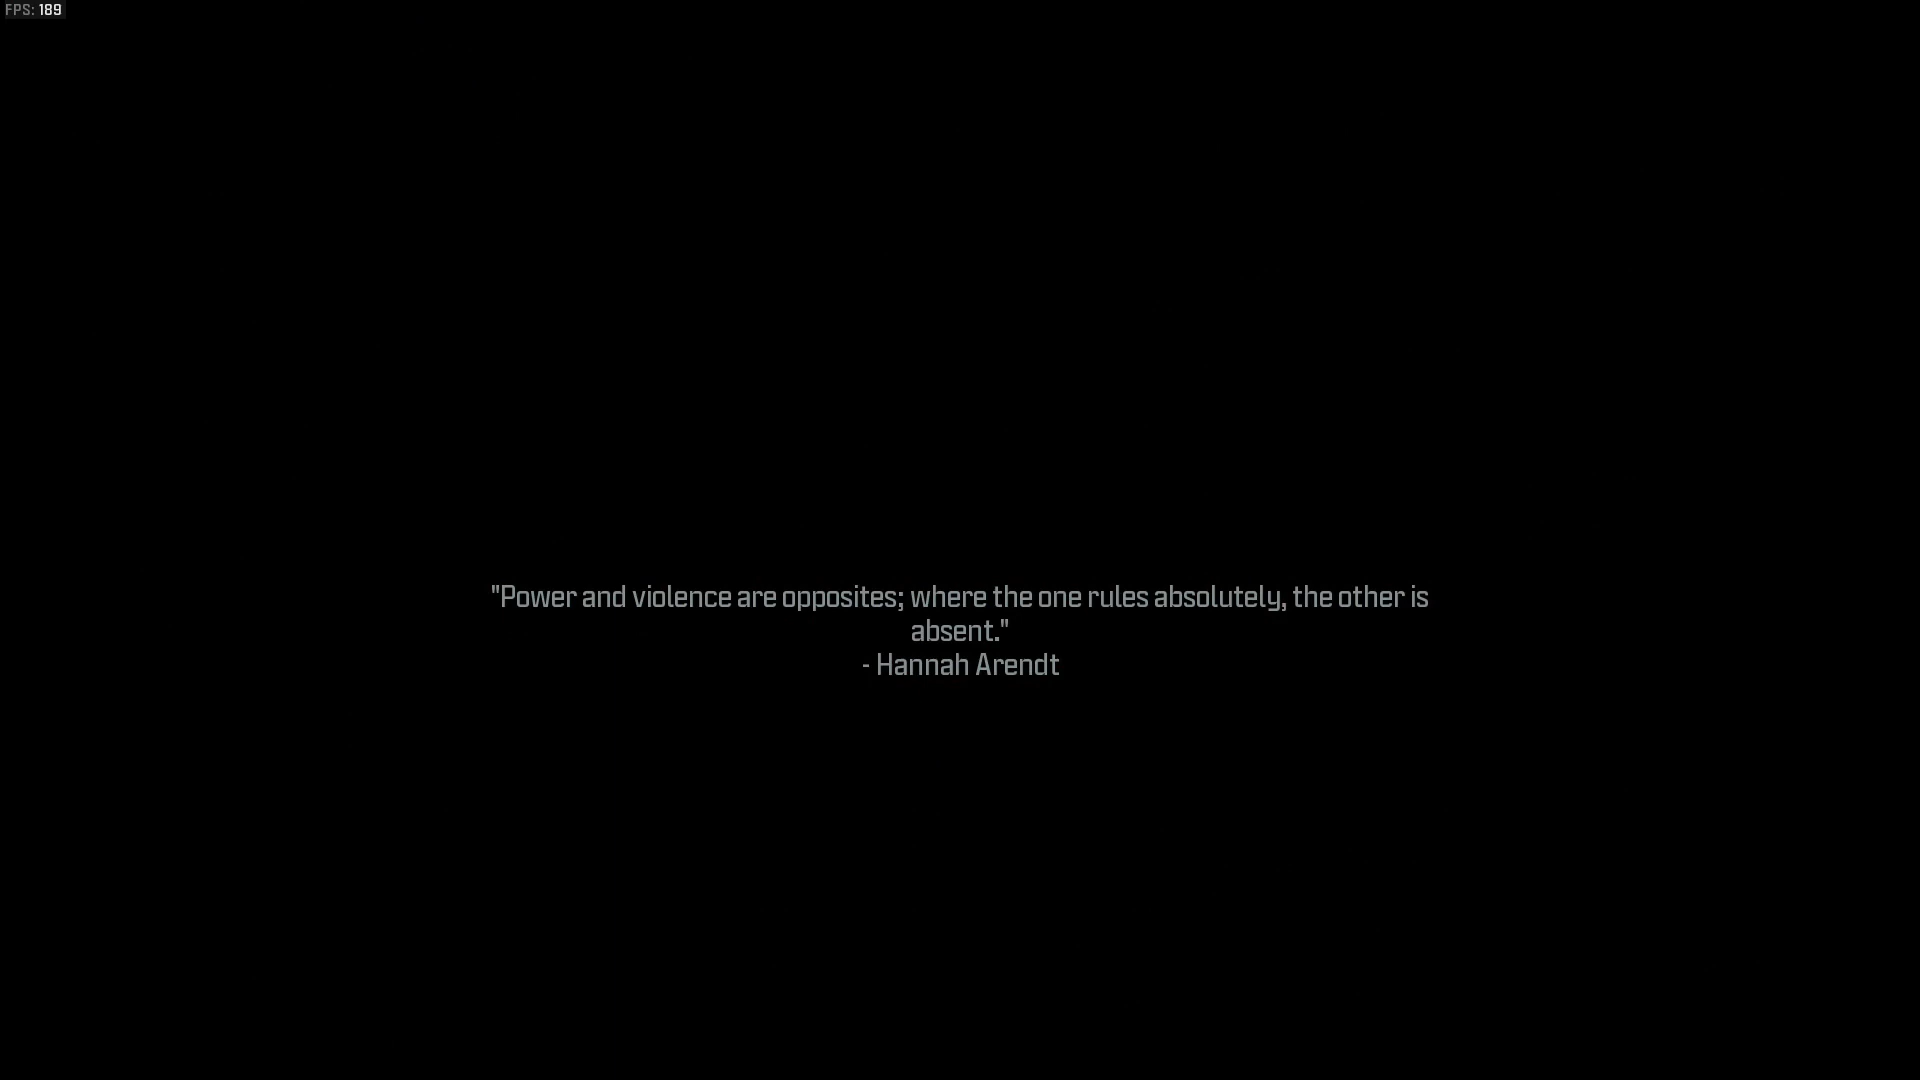 FPS: 189
"Power and violence are opposites; where the one rules absolutely, the other is
absent."
- Hannah Arendt